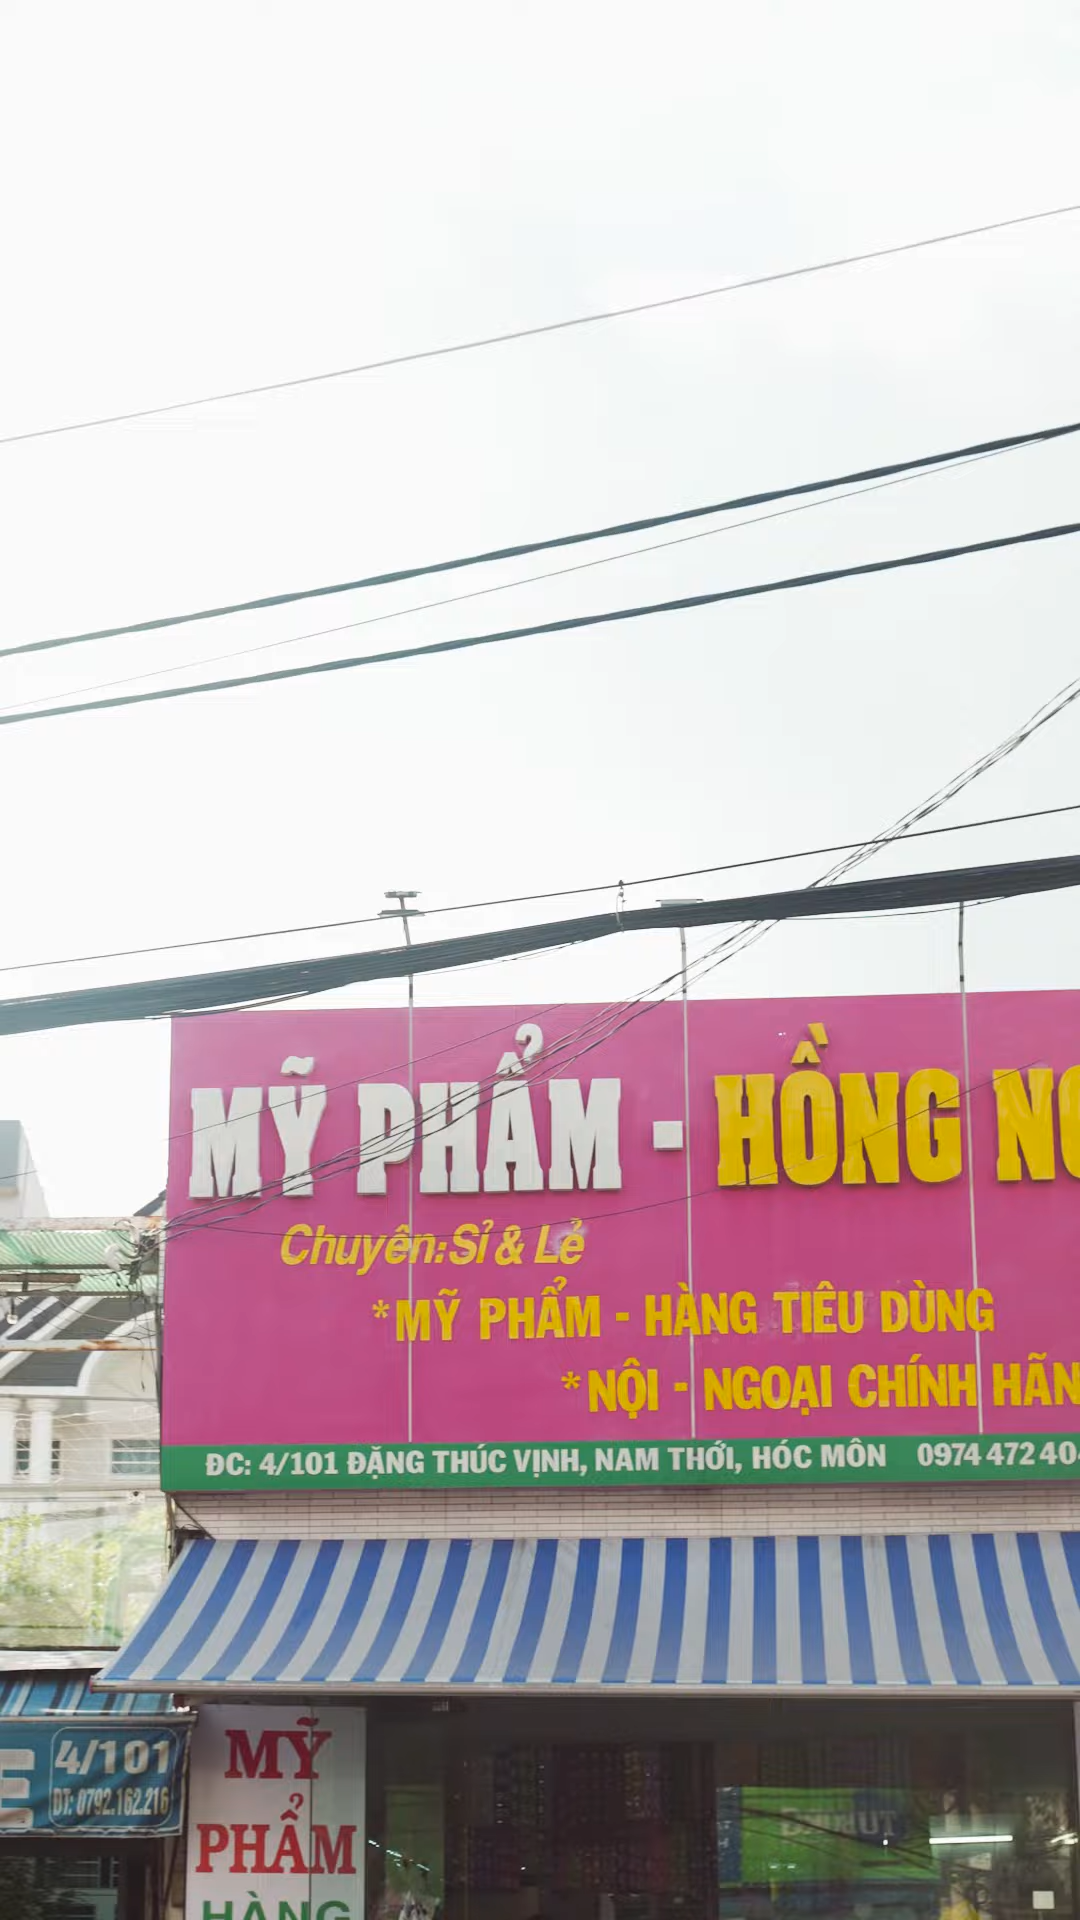 MỸ PHẨM - HỒNG
Chuyên: Sỉ & Lẻ
*MỸ PHẨM - HÀNG TIÊU DÙNG
*NỘI - NGOẠI CHÍNH HÃN
ĐC: 4/101 ĐẶNG THÚC VỊNH, NAM THỚI, HÓC MÔN 0974 472 40
4/101
ĐT: 0792.162.216
MỸ
PHẨM
HÀNG